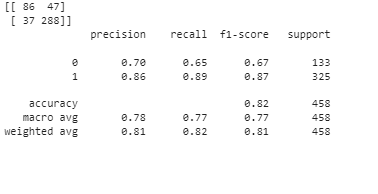 [[ 86 47]
[ 37 288]]
precision recall f1-score support
0 0.70 0.65 0.67 133
1 0.86 0.89 0.87 325
accuracy 0.82 458
macro avg 0.78 0.77 0.77 458
weighted avg 0.81 0.82 0.81 458